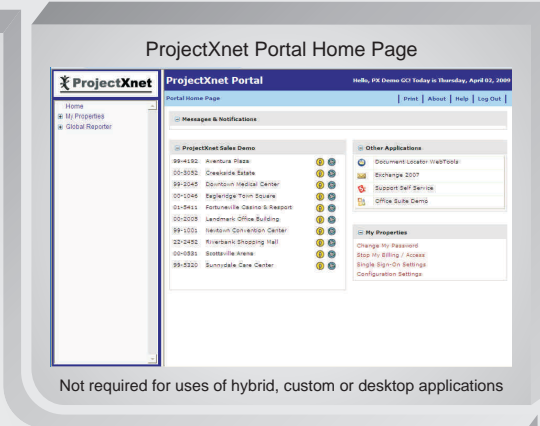 ProjectXnet Portal Home Page
ProjectXnet
ProjectXnet Portal
Hello, PX Demo GC! Today is Thursday, April 02, 2009
Portal Home Page
Print | About | Help | Log Out |
Home
My Properties
Global Reporter
Messages & Notifications
ProjectXnet Sales Demo
99-4192 Aventura Plaza
00-3052 Creekside Estate
99-2045 Downtown Medical Center
00-1046 Eagleridge Town Square
01-5411 Fortuneville Casino & Resport
00-2005 Landmark Office Building
99-1001 Newtown Convention Center
22-2452 Riverbank Shopping Mall
00-0531 Scottsville Arena
99-5320 Sunnydale Care Center
Other Applications
Document Locator WebTools
Exchange 2007
Support Self Service
Office Suite Demo
My Properties
Change My Password
Stop My Billing / Access
Single Sign-On Settings
Configuration Settings
Not required for uses of hybrid, custom or desktop applications